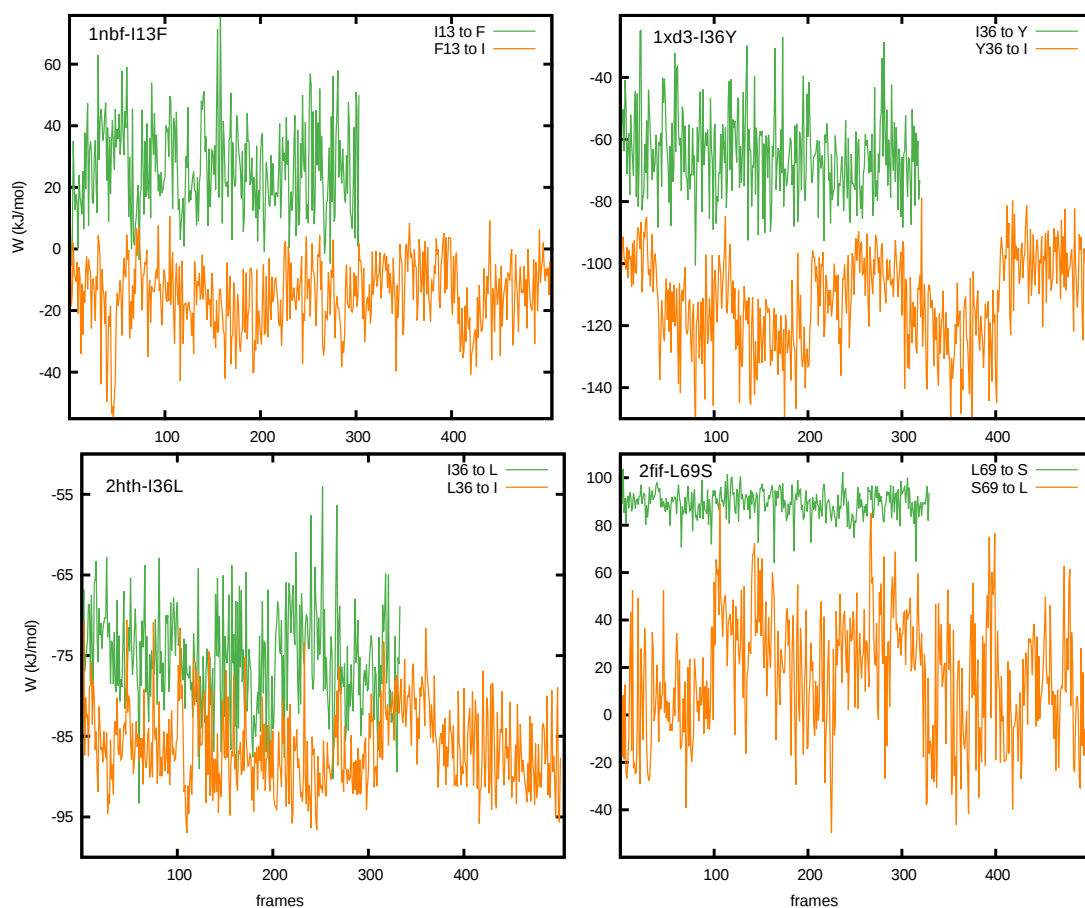 1nbf-I13F
I13 to F
F13 to I
W (kJ/mol)
60
40
20
0
-20
-40
100
200
300
400
1xd3-I36Y
I36 to Y
Y36 to I
-40
-60
-80
-100
-120
-140
100
200
300
400
2hth-I36L
I36 to L
L36 to I
W (kJ/mol)
-55
-65
-75
-85
-95
100
200
300
400
frames
2fif-L69S
L69 to S
S69 to L
100
80
60
40
20
0
-20
-40
100
200
300
400
frames